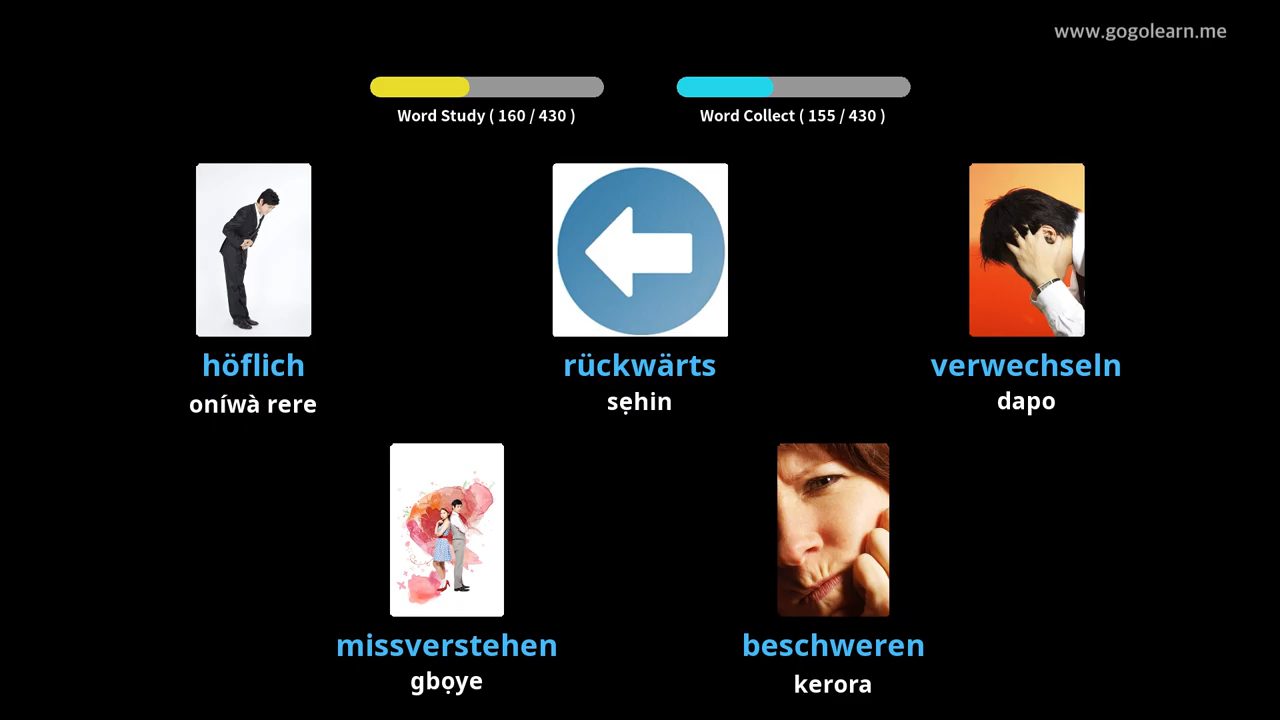 www.gogolearn.me
Word Study ( 160 / 430 )
Word Collect ( 155 / 430 )
höflich
oníwà rere
rückwärts
sẹhin
verwechseln
dapo
missverstehen
gbọye
beschweren
kerora